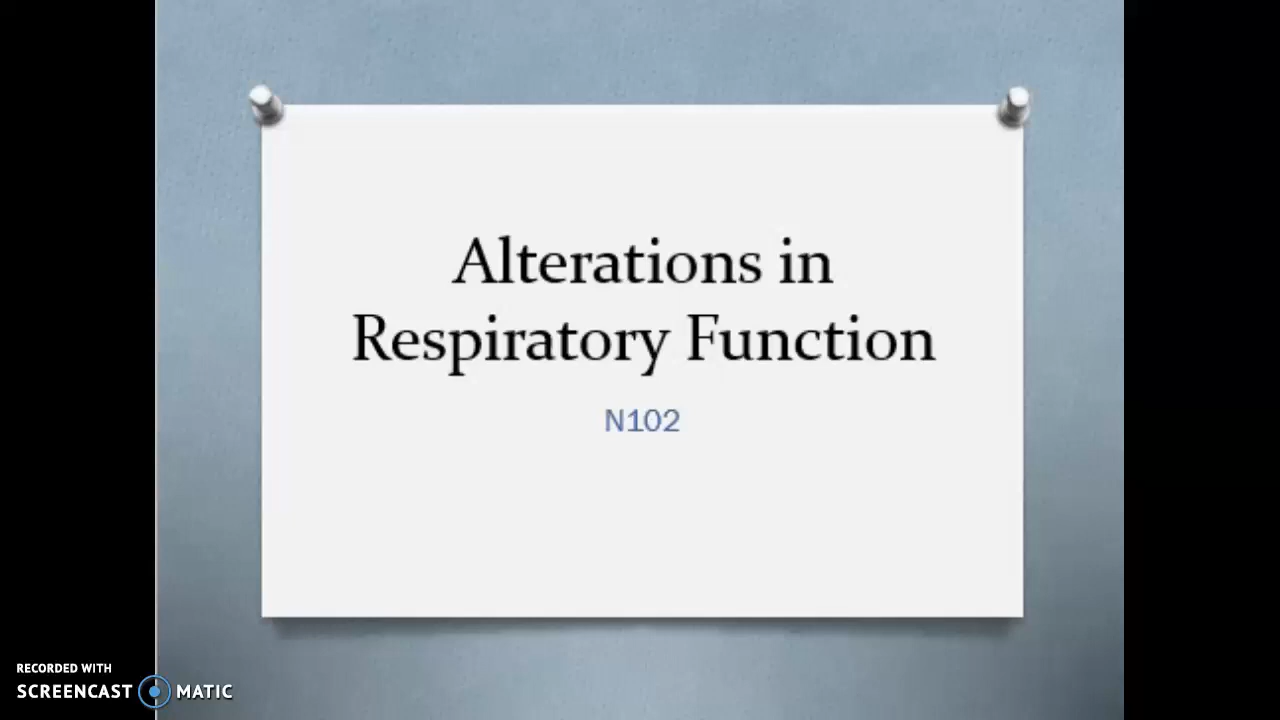 Alterations in
Respiratory Function
N102
RECORDED WITH
SCREENCAST MATIC